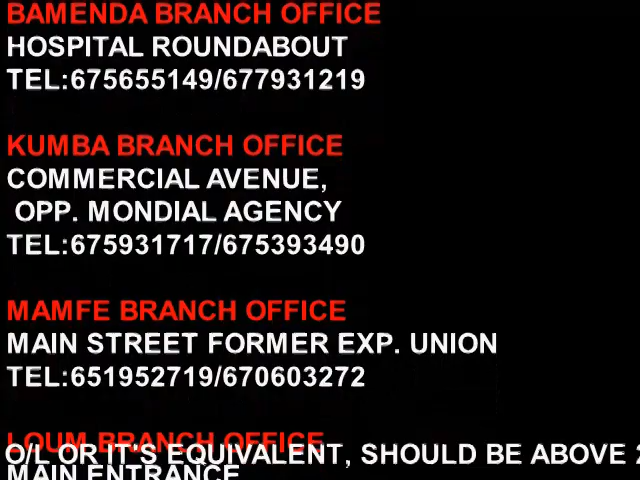 BAMENDA BRANCH OFFICE
HOSPITAL ROUNDABOUT
TEL:675655149/677931219
KUMBA BRANCH OFFICE
COMMERCIAL AVENUE,
OPP. MONDIAL AGENCY
TEL:675931717/675393490
MAMFE BRANCH OFFICE
MAIN STREET FORMER EXP. UNION
TEL:651952719/670603272
LOUM BRANCH OFFICE
O/L OR IT'S EQUIVALENT, SHOULD BE ABOVE 2
MAIN ENTRANCE